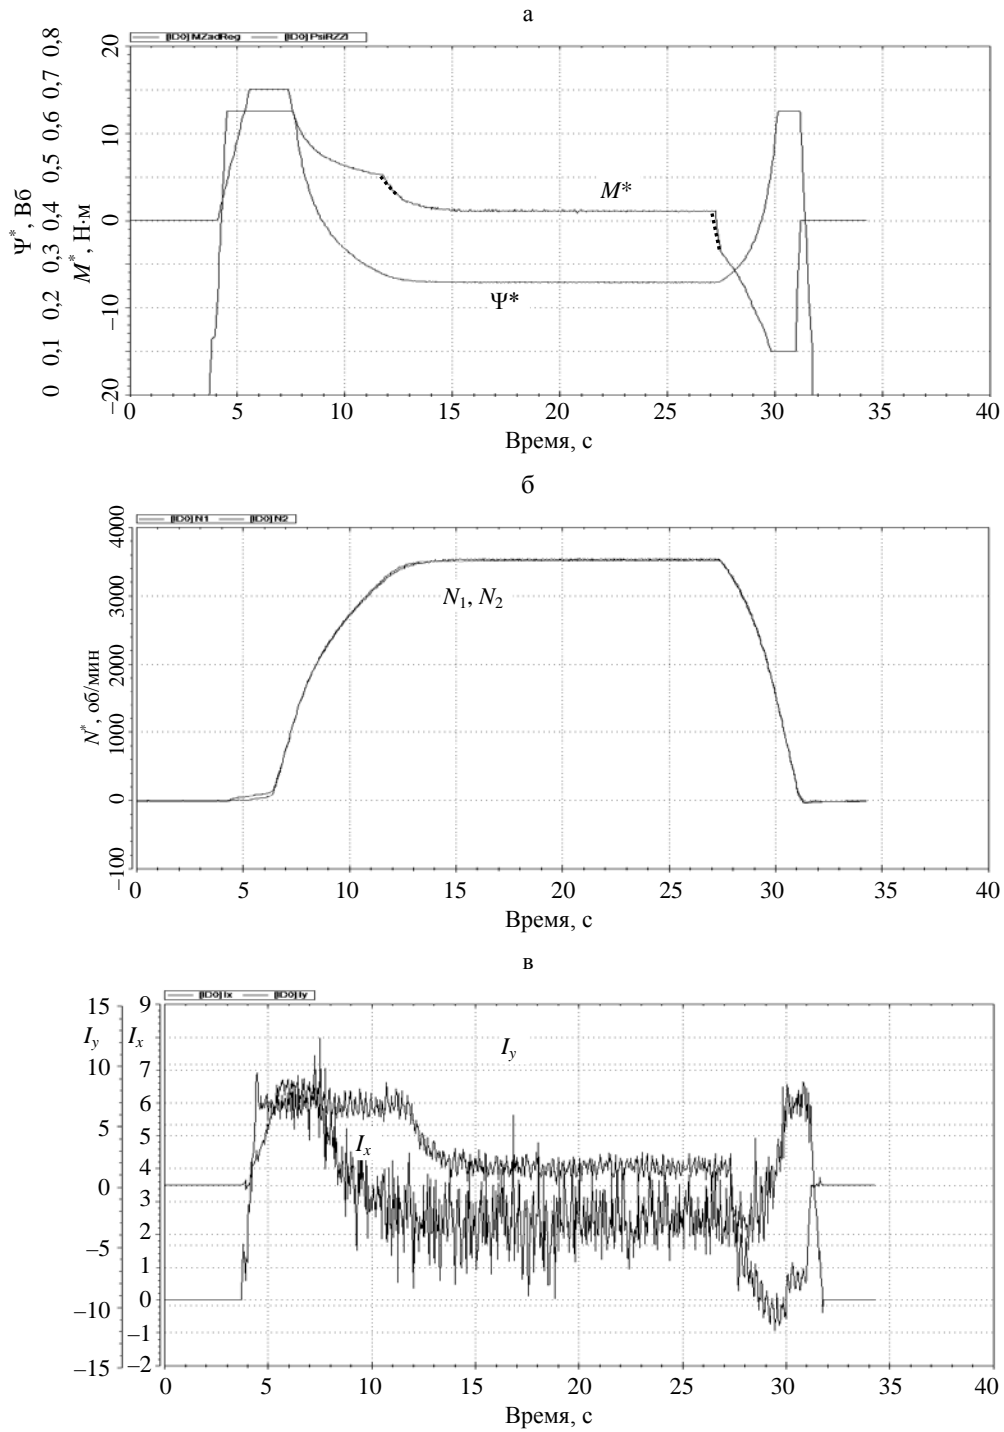 а
[ID0] MZadReg [ID0] PsiRZZI
Ψ*, Вб
0 0,1 0,2 0,3 0,4 0,5 0,6 0,7 0,8
M*, Н·м
−20 −10 0 10 20
M*
Ψ*
0 5 10 15 20 25 30 35 40
Время, с
б
[ID0] N1 [ID0] N2
N*, об/мин
−100 0 1000 2000 3000 4000
N1, N2
0 5 10 15 20 25 30 35 40
Время, с
в
[ID0] Ix [ID0] Iy
15 9
Iy Ix
10 7
6
5 5
4
0 3
2
−5 1
0
−10 −1
−15 −2
Iy
Ix
0 5 10 15 20 25 30 35 40
Время, с